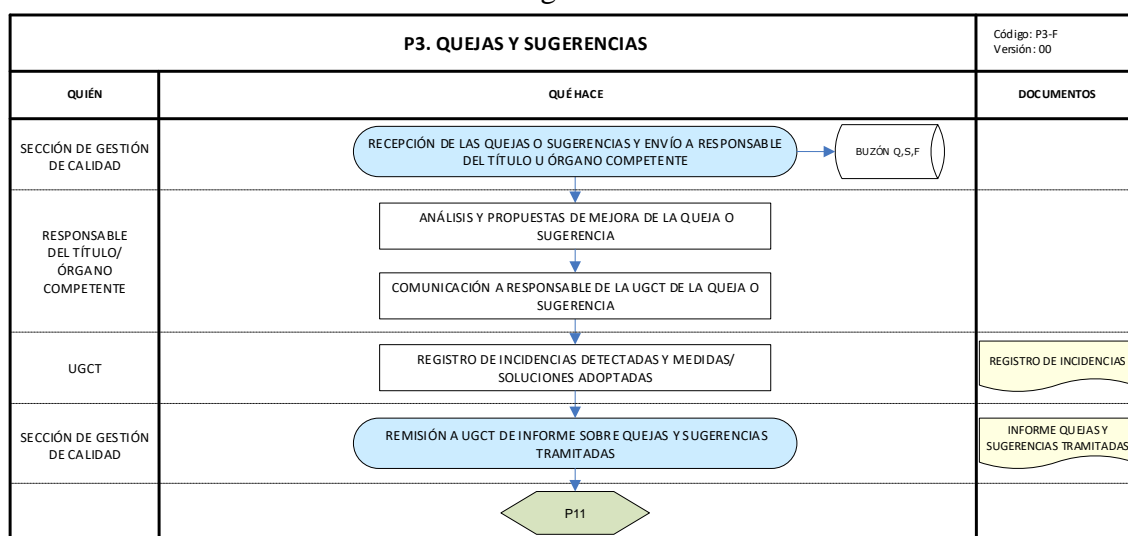 P3. QUEJAS Y SUGERENCIAS
Código: P3-F
Versión: 00
QUIÉN
QUÉ HACE
DOCUMENTOS
SECCIÓN DE GESTIÓN
DE CALIDAD
RECEPCIÓN DE LAS QUEJAS O SUGERENCIAS Y ENVÍO A RESPONSABLE
DEL TÍTULO U ÓRGANO COMPETENTE
BUZÓN Q,S,F
RESPONSABLE
DEL TÍTULO/
ÓRGANO
COMPETENTE
ANÁLISIS Y PROPUESTAS DE MEJORA DE LA QUEJA O
SUGERENCIA
COMUNICACIÓN A RESPONSABLE DE LA UGCT DE LA QUEJA O
SUGERENCIA
UGCT
REGISTRO DE INCIDENCIAS DETECTADAS Y MEDIDAS/
SOLUCIONES ADOPTADAS
REGISTRO DE INCIDENCIAS
SECCIÓN DE GESTIÓN
DE CALIDAD
REMISIÓN A UGCT DE INFORME SOBRE QUEJAS Y SUGERENCIAS
TRAMITADAS
INFORME QUEJAS Y
SUGERENCIAS TRAMITADAS
P11